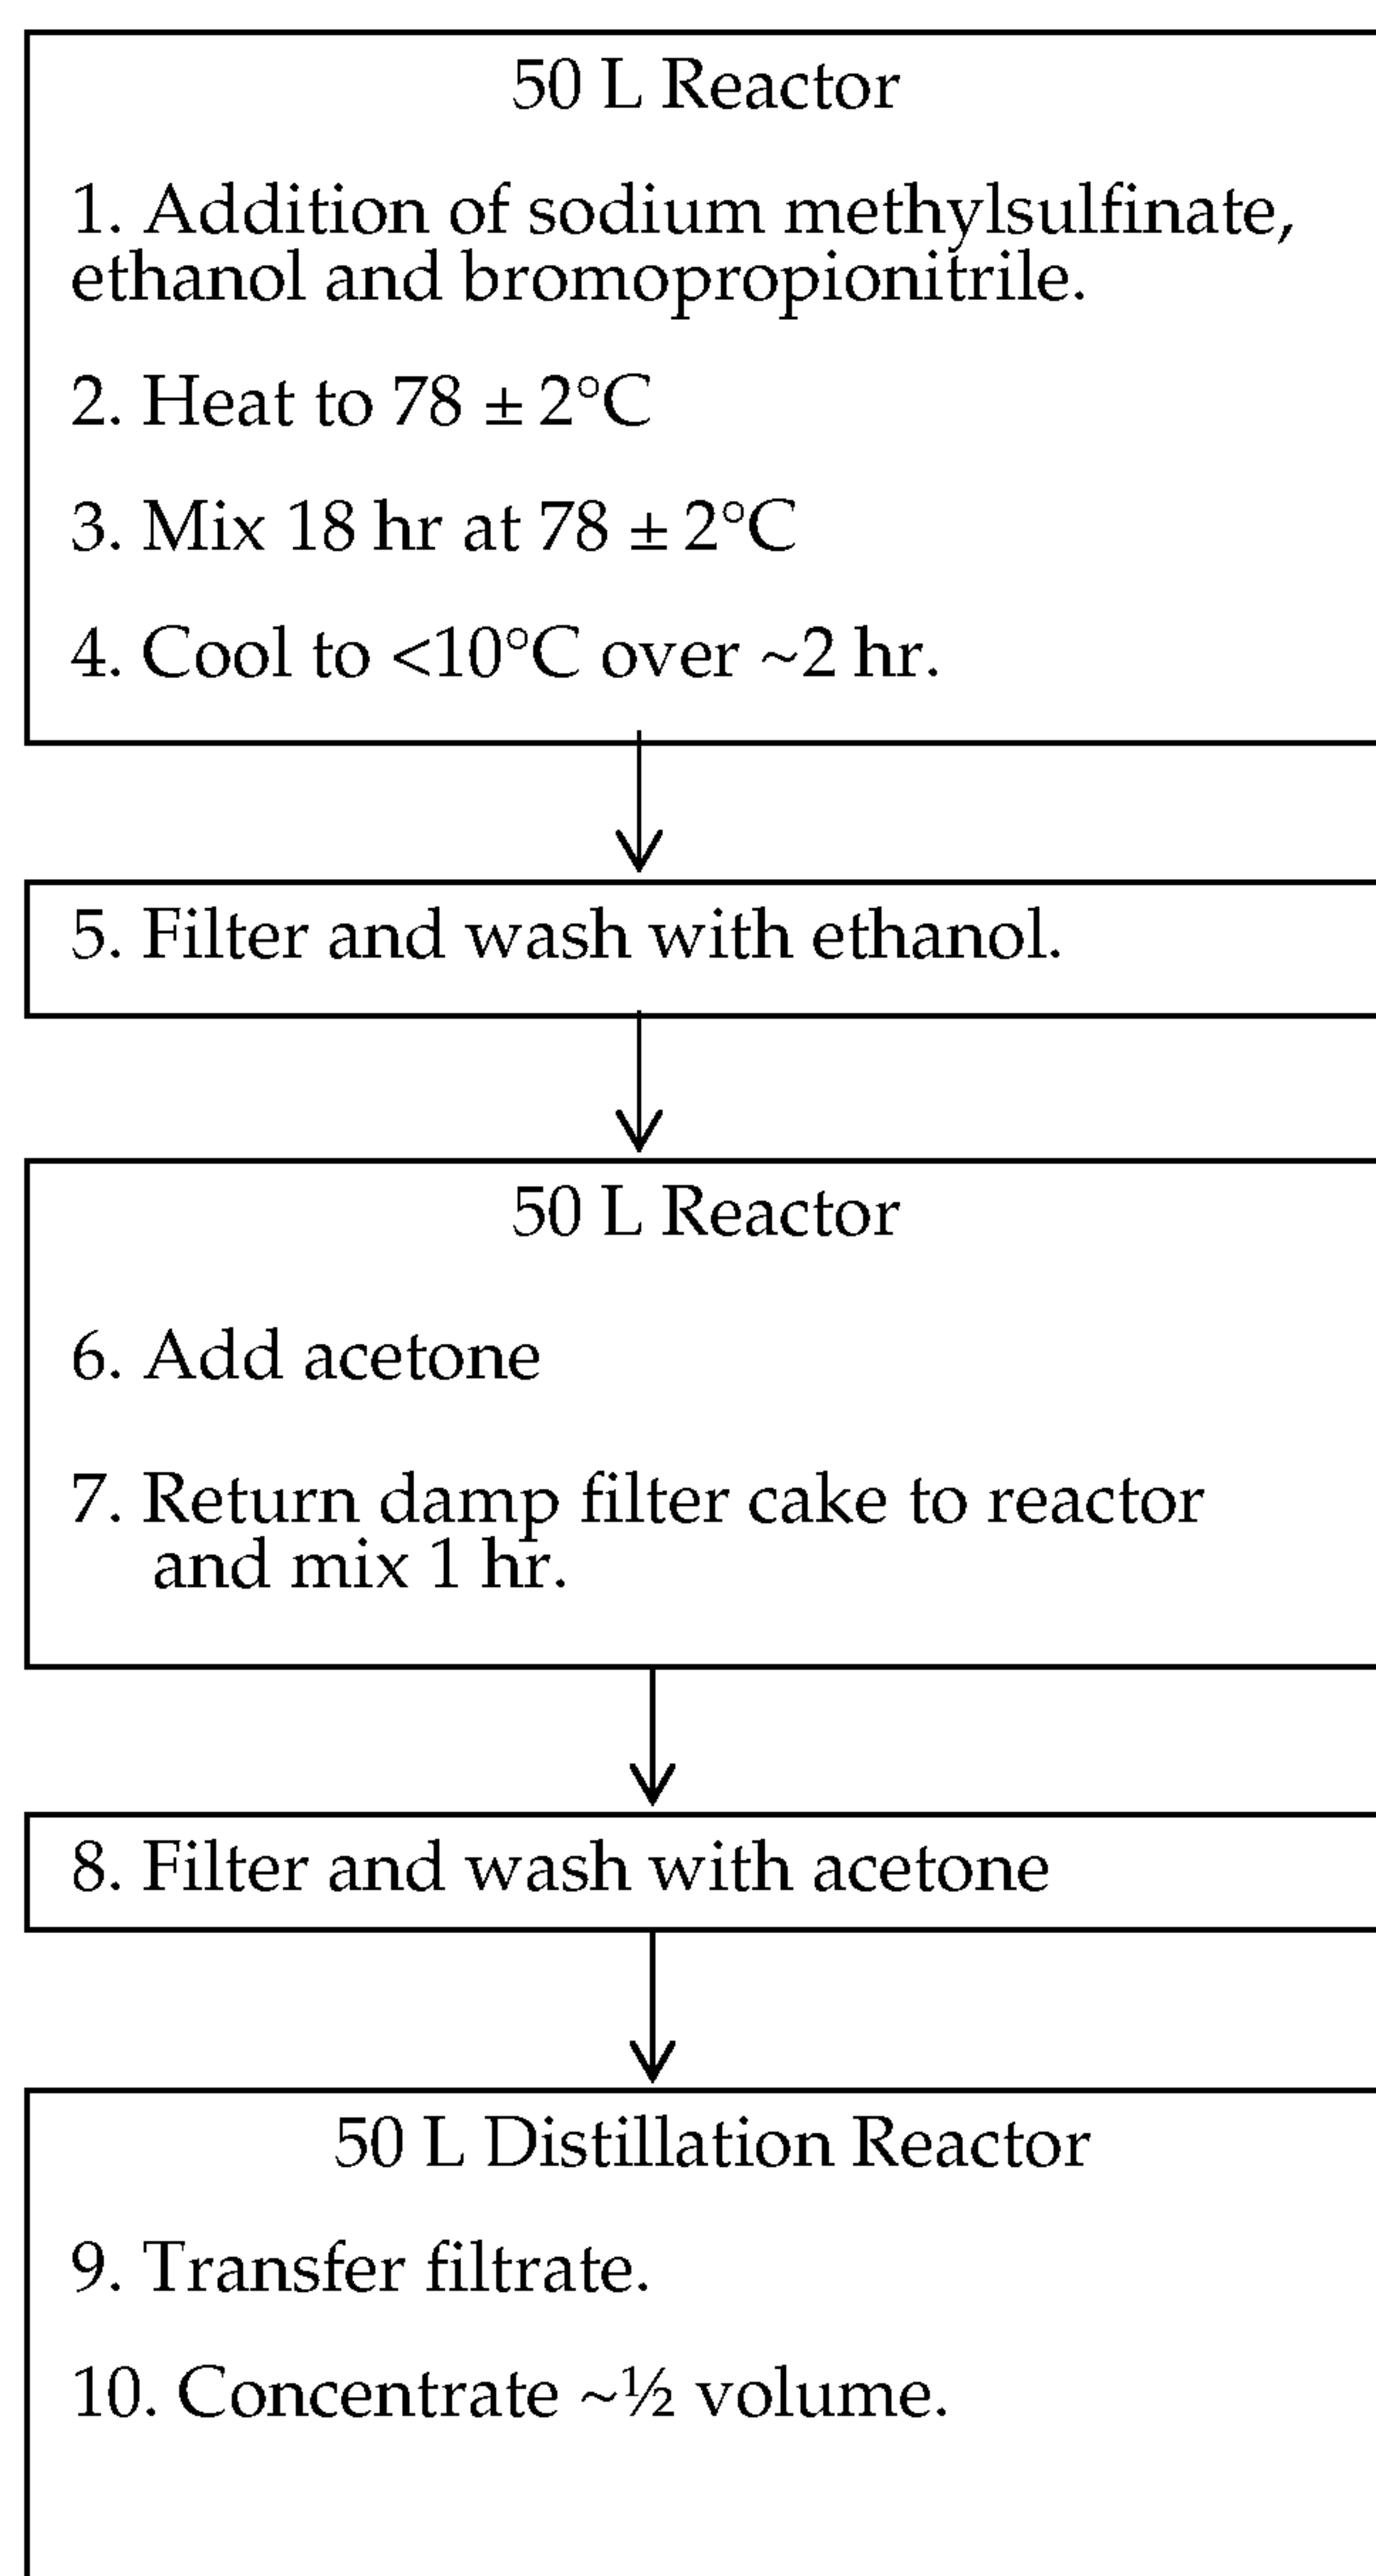 50 L Reactor
1. Addition of sodium methylsulfinate,
ethanol and bromopropionitrile.
2. Heat to 78 ± 2°C
3. Mix 18 hr at 78 ± 2°C
4. Cool to <10°C over ~2 hr.
5. Filter and wash with ethanol.
50 L Reactor
6. Add acetone
7. Return damp filter cake to reactor
and mix 1 hr.
8. Filter and wash with acetone
50 L Distillation Reactor
9. Transfer filtrate.
10. Concentrate ~½ volume.